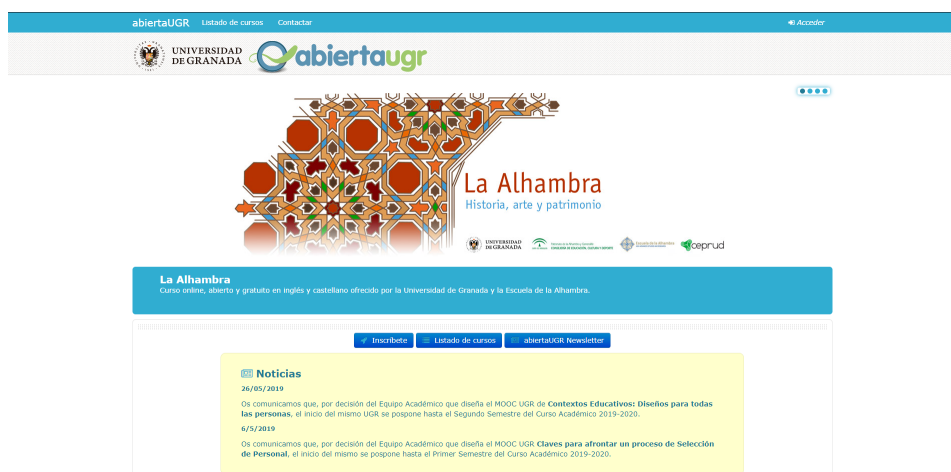 abiertaUGR Listado de cursos Contactar Acceder
UNIVERSIDAD
DE GRANADA
abiertaugr
La Alhambra
Historia, arte y patrimonio
UNIVERSIDAD
DE GRANADA
Escuela de la Alhambra
ceprud
La Alhambra
Curso online, abierto y gratuito en inglés y castellano ofrecido por la Universidad de Granada y la Escuela de la Alhambra.
Inscríbete Listado de cursos abiertaUGR Newsletter
Noticias
26/05/2019
Os comunicamos que, por decisión del Equipo Académico que diseña el MOOC UGR de Contextos Educativos: Diseños para todas
las personas, el inicio del mismo UGR se pospone hasta el Segundo Semestre del Curso Académico 2019-2020.
6/5/2019
Os comunicamos que, por decisión del Equipo Académico que diseña el MOOC UGR Claves para afrontar un proceso de Selección
de Personal, el inicio del mismo se pospone hasta el Primer Semestre del Curso Académico 2019-2020.